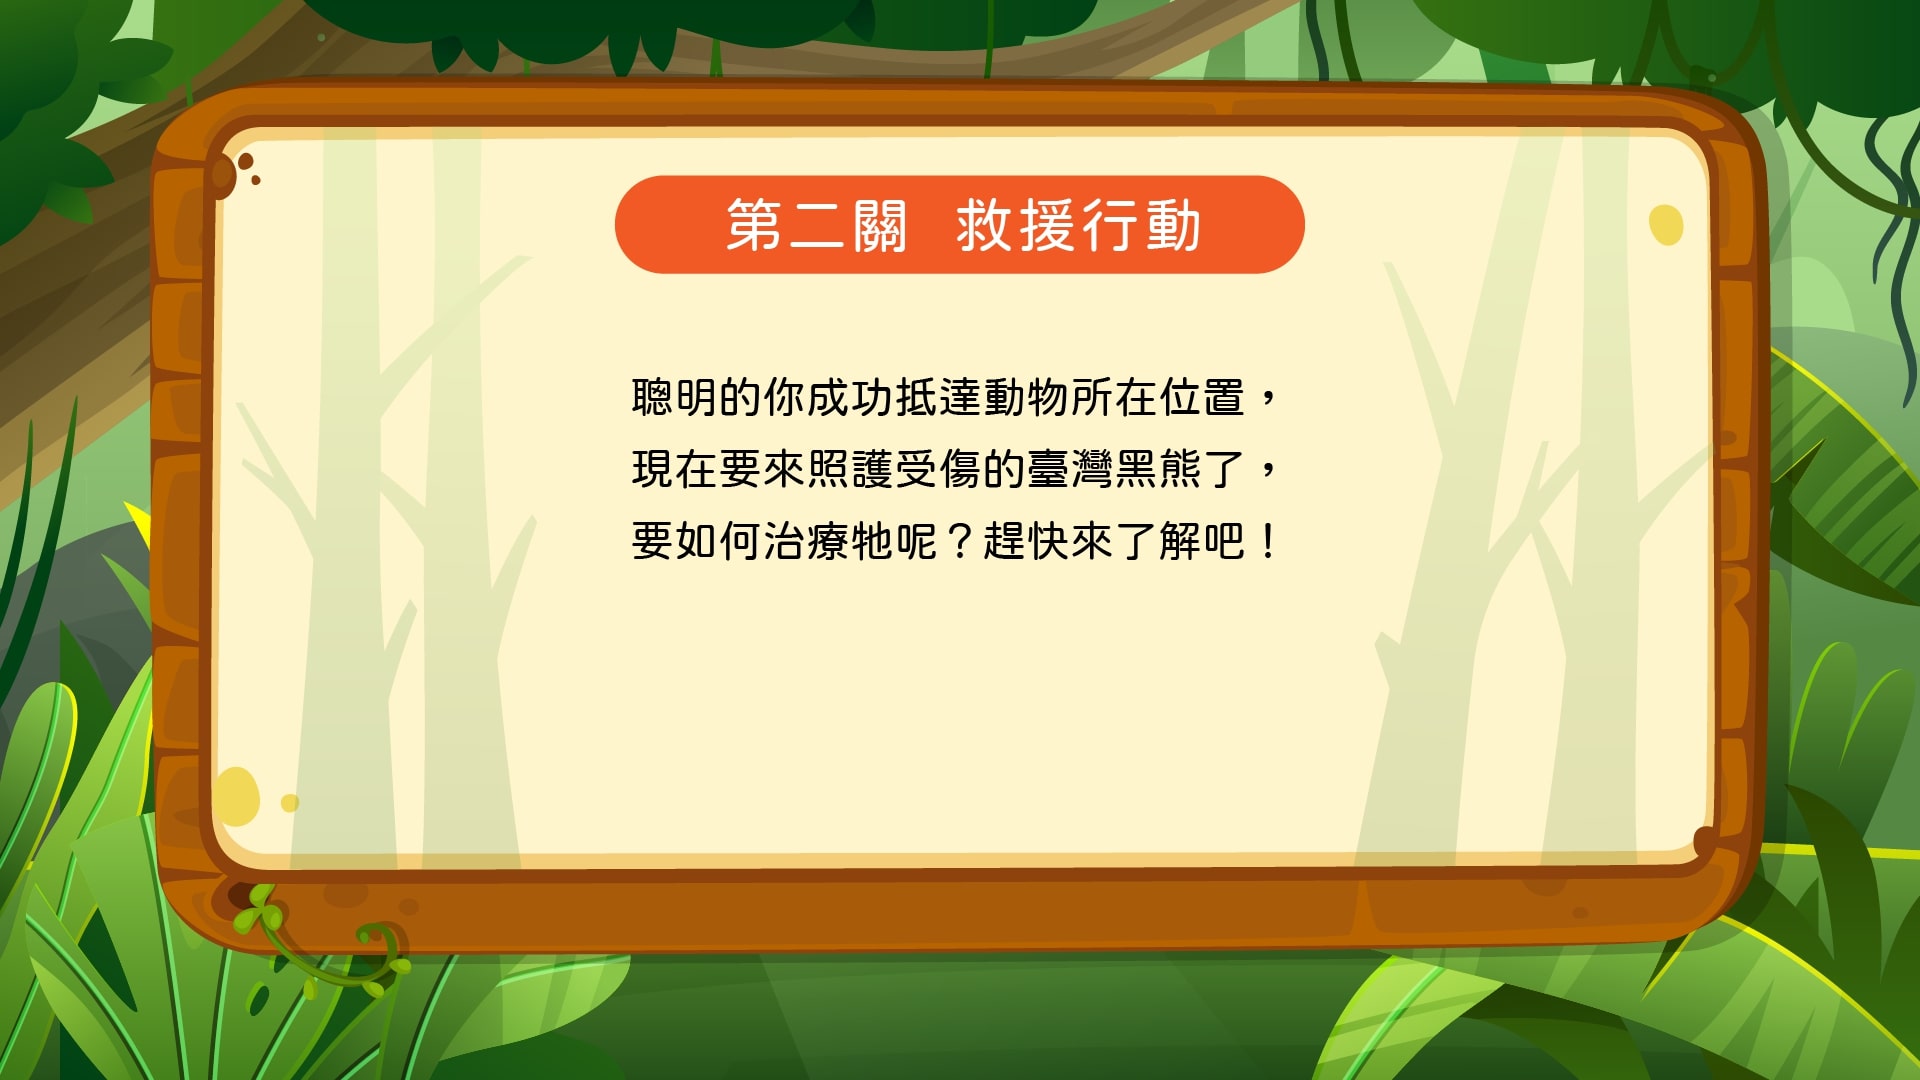 第二關 救援行動
聰明的你成功抵達動物所在位置，
現在要來照護受傷的臺灣黑熊了，
要如何治療牠呢？趕快來了解吧！